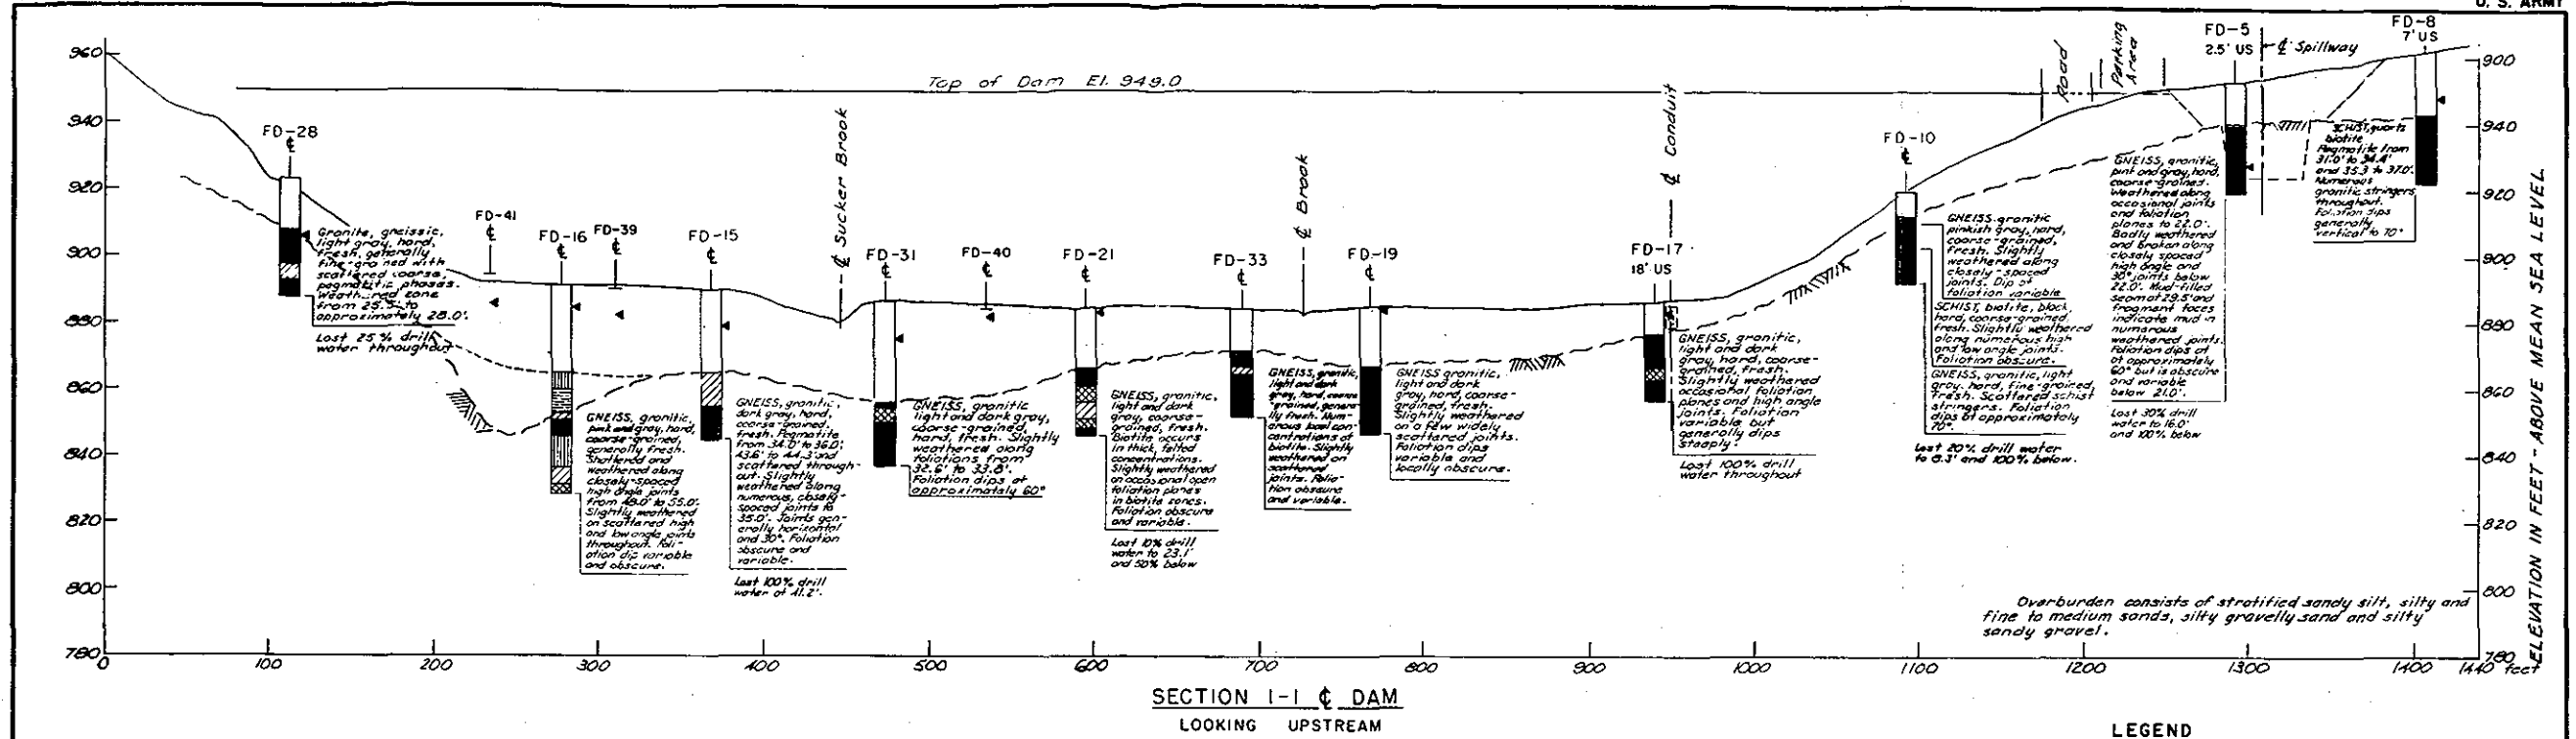 U. S. ARMY
960
940
920
900
880
860
840
820
800
780
Top of Dam El. 949.0
FD-28
℄
Granite, gneissic,
light gray, hard,
fresh, generally
fine-grained with
scattered coarse,
pegmatitic phases.
Weathered zone
from 25.5' to
approximately 28.0'.
Lost 25% drill
water throughout
FD-41
℄
FD-16
℄
GNEISS, granitic,
pink and gray, hard,
coarse-grained,
generally fresh.
Shattered and
weathered along
closely-spaced
high angle joints
from 48.0' to 55.0'.
Slightly weathered
on scattered high
and low angle joints
throughout. Foli-
ation dip variable
and obscure.
FD-39
℄
FD-15
℄
GNEISS, granitic,
dark gray, hard,
coarse-grained,
fresh. Pegmatite
from 34.0' to 36.0',
43.6' to 44.3' and
scattered through-
out. Slightly
weathered along
numerous, closely-
spaced joints to
35.0'. Joints gen-
erally horizontal
and 30°. Foliation
obscure and
variable.
Lost 100% drill
water at 41.2'.
℄ Sucker Brook
FD-31
℄
GNEISS, granitic
light and dark gray,
coarse-grained,
hard, fresh. Slightly
weathered along
foliations from
32.6' to 33.8'.
Foliation dips at
approximately 60°
FD-40
℄
FD-21
℄
GNEISS, granitic,
light and dark
gray, coarse-
grained, fresh.
Biotite occurs
in thick, felted
concentrations.
Slightly weathered
on occasional open
foliation planes
in biotite zones.
Foliation obscure
and variable.
Lost 10% drill
water to 23.1'
and 50% below
FD-33
℄
GNEISS, granitic,
light and dark
gray, hard, coarse
-grained, gener-
ally fresh. Num-
erous local con-
centrations of
biotite. Slightly
weathered on
scattered
joints. Folia-
tion obscure
and variable.
℄ Brook
FD-19
℄
GNEISS granitic,
light and dark
gray, hard, coarse-
grained, fresh.
Slightly weathered
on a few widely
scattered joints.
Foliation dips
variable and
locally obscure.
FD-17
18' US
℄ Conduit
GNEISS, granitic,
light and dark
gray, hard, coarse-
grained, fresh.
Slightly weathered
occasional foliation
planes and high angle
joints. Foliation
variable but
generally dips
steeply.
Lost 100% drill
water throughout
FD-10
℄
GNEISS-granitic
pinkish gray, hard,
coarse-grained,
fresh. Slightly
weathered along
closely-spaced
joints. Dip of
foliation variable
SCHIST, biotite, black,
hard, coarse-grained,
fresh. Slightly weathered
along numerous high
and low angle joints.
Foliation obscure.
GNEISS, granitic, light
gray, hard, fine-grained,
fresh. Scattered schist
stringers. Foliation
dips at approximately
70°
Lost 20% drill water
to 8.3' and 100% below.
Road
Parking
Area
FD-5
2.5' US
℄ Spillway
GNEISS, granitic,
pink and gray, hard,
coarse-grained.
Weathered along
occasional joints
and foliation
planes to 22.0'.
Badly weathered
and broken along
closely spaced
high angle and
30° joints below
22.0'. Mud-filled
seam at 29.5' and
fragment faces
indicate mud in
numerous
weathered joints.
Foliation dips at
at approximately
60° but is obscure
and variable
below 21.0'.
Lost 30% drill
water to 16.0'
and 100% below
FD-8
7' US
SCHIST, quartz
biotite
Pegmatite from
31.0' to 34.4'
and 35.3 to 37.0'.
Numerous
granitic stringers
throughout.
Foliation dips
generally
vertical to 70°
900
940
920
900
880
860
840
820
800
780
ELEVATION IN FEET - ABOVE MEAN SEA LEVEL
Overburden consists of stratified sandy silt, silty and
fine to medium sands, silty gravelly sand and silty
sandy gravel.
0 100 200 300 400 500 600 700 800 900 1000 1100 1200 1300 1400 1440 feet
SECTION 1-1 ℄ DAM
LOOKING UPSTREAM
LEGEND